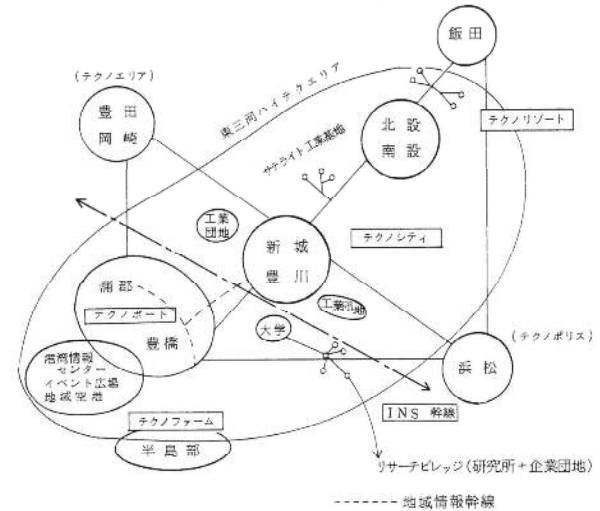 飯田
(テクノエリア)
豊田
岡崎
東三河ハイテクエリア
北設
南設
テクノリゾート
サテライト工業基地
工業
団地
新城
豊川
テクノシティ
蒲郡
テクノポート
豊橋
工業団地
大学
(テクノポリス)
浜松
港湾情報
センター
イベント広場
地域空港
テクノファーム
半島部
INS 幹線
リサーチビレッジ(研究所+企業団地)
------- 地域情報幹線